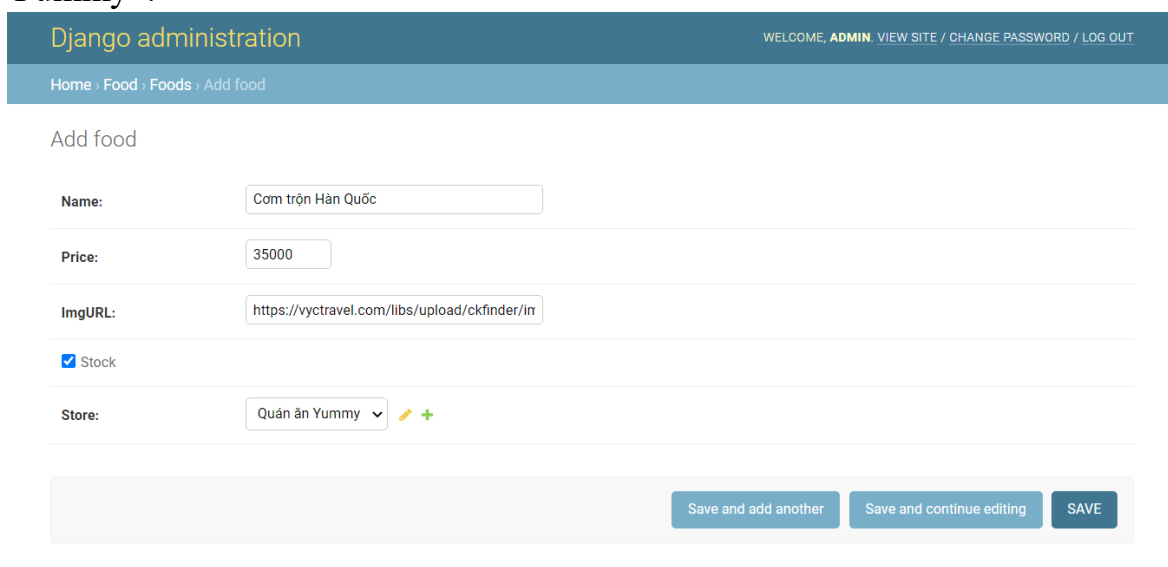 Django administration
WELCOME, ADMIN. VIEW SITE / CHANGE PASSWORD / LOG OUT
Home › Food › Foods › Add food
Add food
Name: Cơm trộn Hàn Quốc
Price: 35000
ImgURL: https://vyctravel.com/libs/upload/ckfinder/im
Stock
Store: Quán ăn Yummy
Save and add another Save and continue editing SAVE